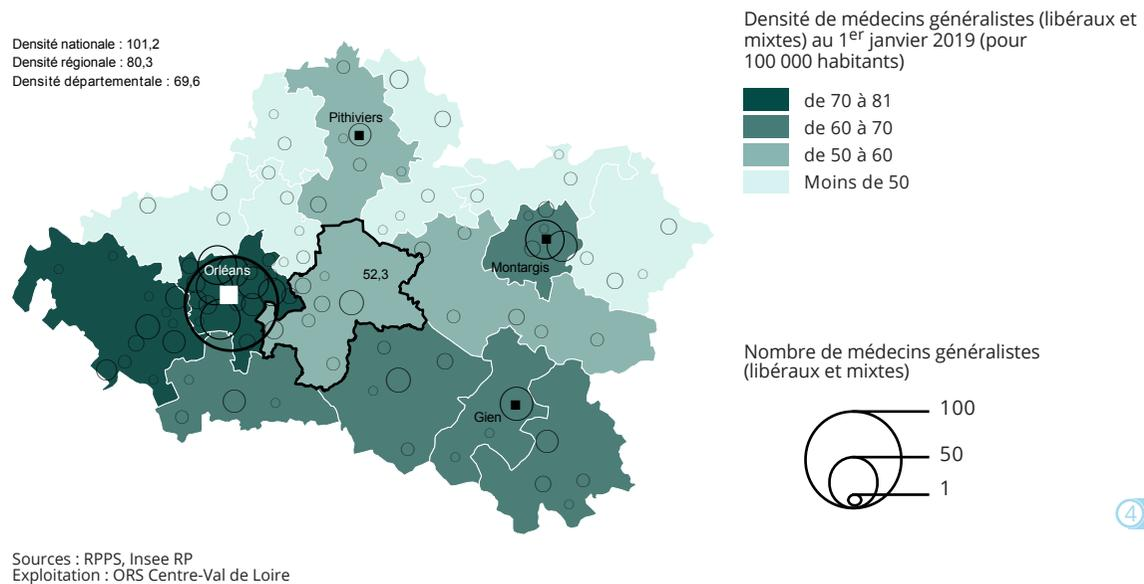 Densité nationale : 101,2
Densité régionale : 80,3
Densité départementale : 69,6
Densité de médecins généralistes (libéraux et
mixtes) au 1er janvier 2019 (pour
100 000 habitants)
de 70 à 81
de 60 à 70
de 50 à 60
Moins de 50
Pithiviers
Orléans
52,3
Montargis
Gien
Nombre de médecins généralistes
(libéraux et mixtes)
100
50
1
4
Sources : RPPS, Insee RP
Exploitation : ORS Centre-Val de Loire